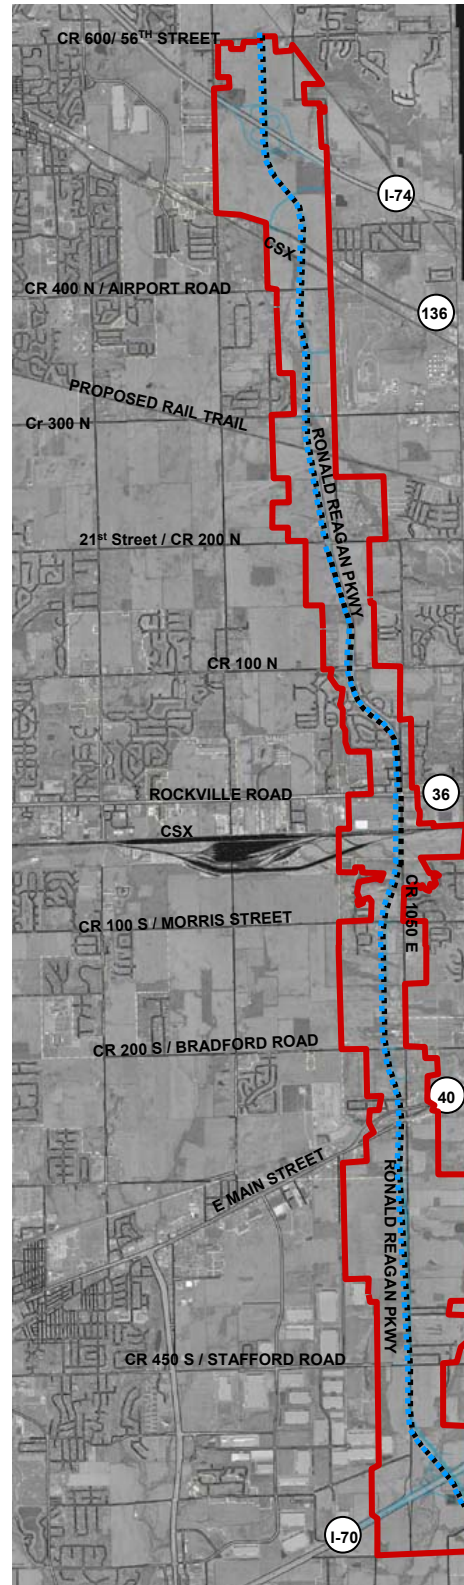 CR 600/ 56TH STREET
I-74
CSX
CR 400 N / AIRPORT ROAD
136
PROPOSED RAIL TRAIL
Cr 300 N
RONALD REAGAN PKWY
21st Street / CR 200 N
CR 100 N
36
ROCKVILLE ROAD
CSX
CR 1050 E
CR 100 S / MORRIS STREET
CR 200 S / BRADFORD ROAD
40
E MAIN STREET
RONALD REAGAN PKWY
CR 450 S / STAFFORD ROAD
I-70